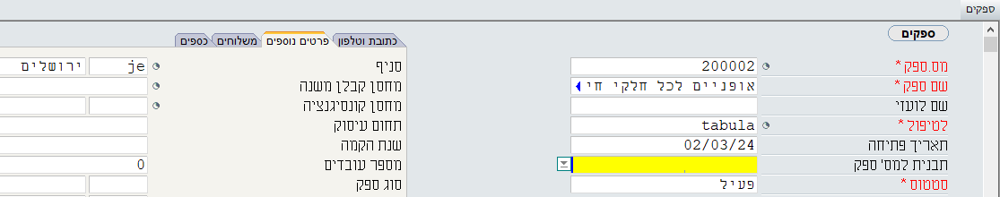 ספקים
ספקים
כתובת וטלפון פרטים נוספים משלוחים כספים
מס.ספק * 200002
שם ספק * אופניים לכל חלקי חי
שם לועזי
לטיפול * tabula
תאריך פתיחה 02/03/24
תבנית למס' ספק
סטטוס * פעיל
סניף je ירושלים
מחסן קבלן משנה
מחסן קונסיגנציה
תחום עיסוק
שנת הקמה
מספר עובדים 0
סוג ספק